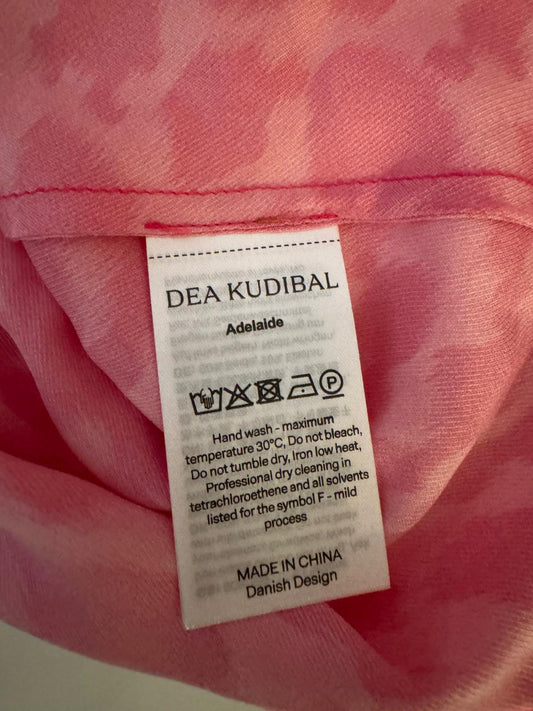 DEA KUDIBAL
Adelaide
P
Hand wash - maximum
temperature 30°C, Do not bleach,
Do not tumble dry, Iron low heat,
Professional dry cleaning in
tetrachloroethene and all solvents
listed for the symbol F - mild
process
MADE IN CHINA
Danish Design